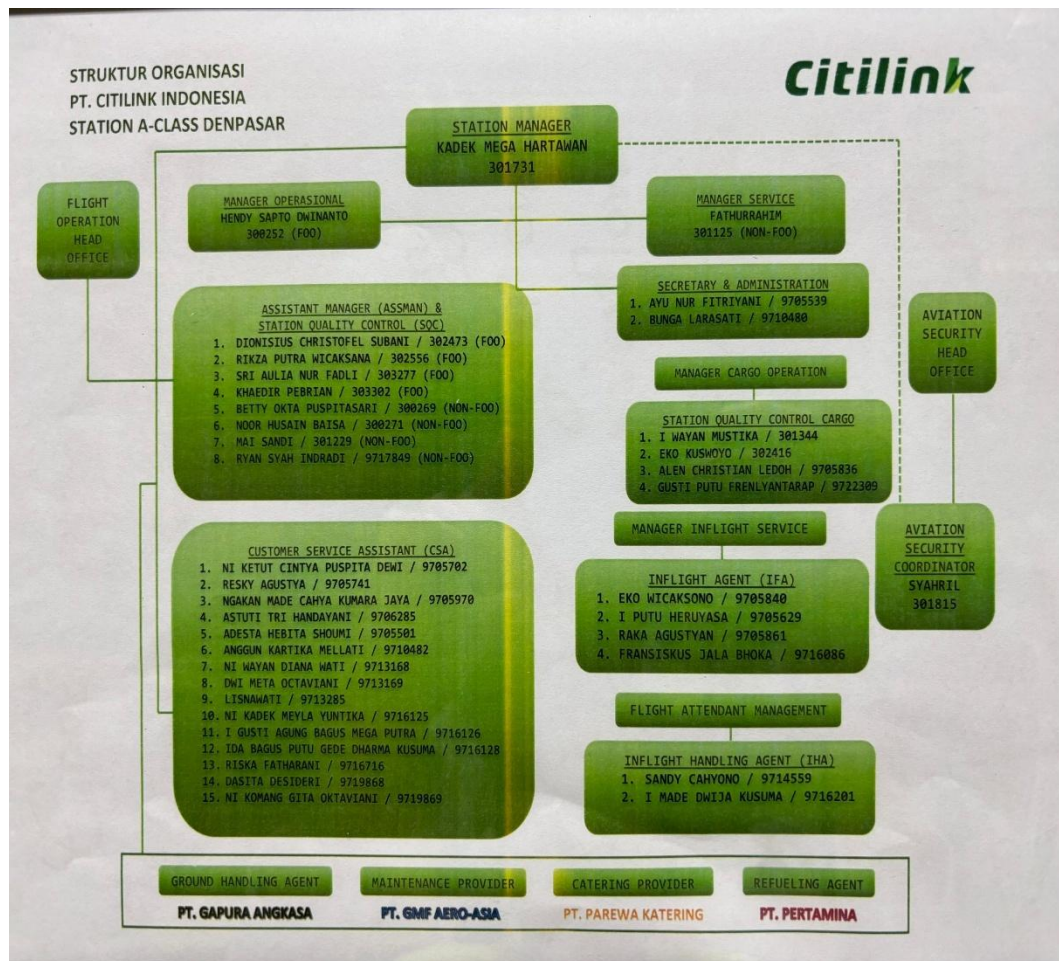 STRUKTUR ORGANISASI
PT. CITILINK INDONESIA
STATION A-CLASS DENPASAR
Citilink
STATION MANAGER
KADEK MEGA HARTAWAN
301731
FLIGHT
OPERATION
HEAD
OFFICE
MANAGER OPERASIONAL
HENDY SAPTO DWINANTO
300252 (FOO)
MANAGER SERVICE
FATHURRAHIM
301125 (NON-FOO)
SECRETARY & ADMINISTRATION
1. AYU NUR FITRIYANI / 9705539
2. BUNGA LARASATI / 9710480
ASSISTANT MANAGER (ASSMAN) &
STATION QUALITY CONTROL (SQC)
1. DIONISIUS CHRISTOFEL SUBANI / 302473 (FOO)
2. RIKZA PUTRA WICAKSANA / 302556 (FOO)
3. SRI AULIA NUR FADLI / 303277 (FOO)
4. KHAEDIR PEBRIAN / 303302 (FOO)
5. BETTY OKTA PUSPITASARI / 300269 (NON-FOO)
6. NOOR HUSAIN BAISA / 300271 (NON-FOO)
7. MAI SANDI / 301229 (NON-FOO)
8. RYAN SYAH INDRADI / 9717849 (NON-FOO)
AVIATION
SECURITY
HEAD
OFFICE
MANAGER CARGO OPERATION
STATION QUALITY CONTROL CARGO
1. I WAYAN MUSTIKA / 301344
2. EKO KUSWOYO / 302416
3. ALEN CHRISTIAN LEDOH / 9705836
4. GUSTI PUTU FRENLYANTARAP / 9722309
MANAGER INFLIGHT SERVICE
AVIATION
SECURITY
COORDINATOR
SYAHRIL
301815
CUSTOMER SERVICE ASSISTANT (CSA)
1. NI KETUT CINTYA PUSPITA DEWI / 9705702
2. RESKY AGUSTYA / 9705741
3. NGAKAN MADE CAHYA KUMARA JAYA / 9705970
4. ASTUTI TRI HANDAYANI / 9706285
5. ADESTA HEBITA SHOUMI / 9705501
6. ANGGUN KARTIKA MELLATI / 9710482
7. NI WAYAN DIANA WATI / 9713168
8. DWI META OCTAVIANI / 9713169
9. LISNAWATI / 9713285
10. NI KADEK MEYLA YUNTIKA / 9716125
11. I GUSTI AGUNG BAGUS MEGA PUTRA / 9716126
12. IDA BAGUS PUTU GEDE DHARMA KUSUMA / 9716128
13. RISKA FATHARANI / 9716716
14. DASITA DESIDERI / 9719868
15. NI KOMANG GITA OKTAVIANI / 9719869
INFLIGHT AGENT (IFA)
1. EKO WICAKSONO / 9705840
2. I PUTU HERUYASA / 9705629
3. RAKA AGUSTYAN / 9705861
4. FRANSISKUS JALA BHOKA / 9716086
FLIGHT ATTENDANT MANAGEMENT
INFLIGHT HANDLING AGENT (IHA)
1. SANDY CAHYONO / 9714559
2. I MADE DWIJA KUSUMA / 9716201
GROUND HANDLING AGENT
PT. GAPURA ANGKASA
MAINTENANCE PROVIDER
PT. GMF AERO-ASIA
CATERING PROVIDER
PT. PAREWA KATERING
REFUELING AGENT
PT. PERTAMINA